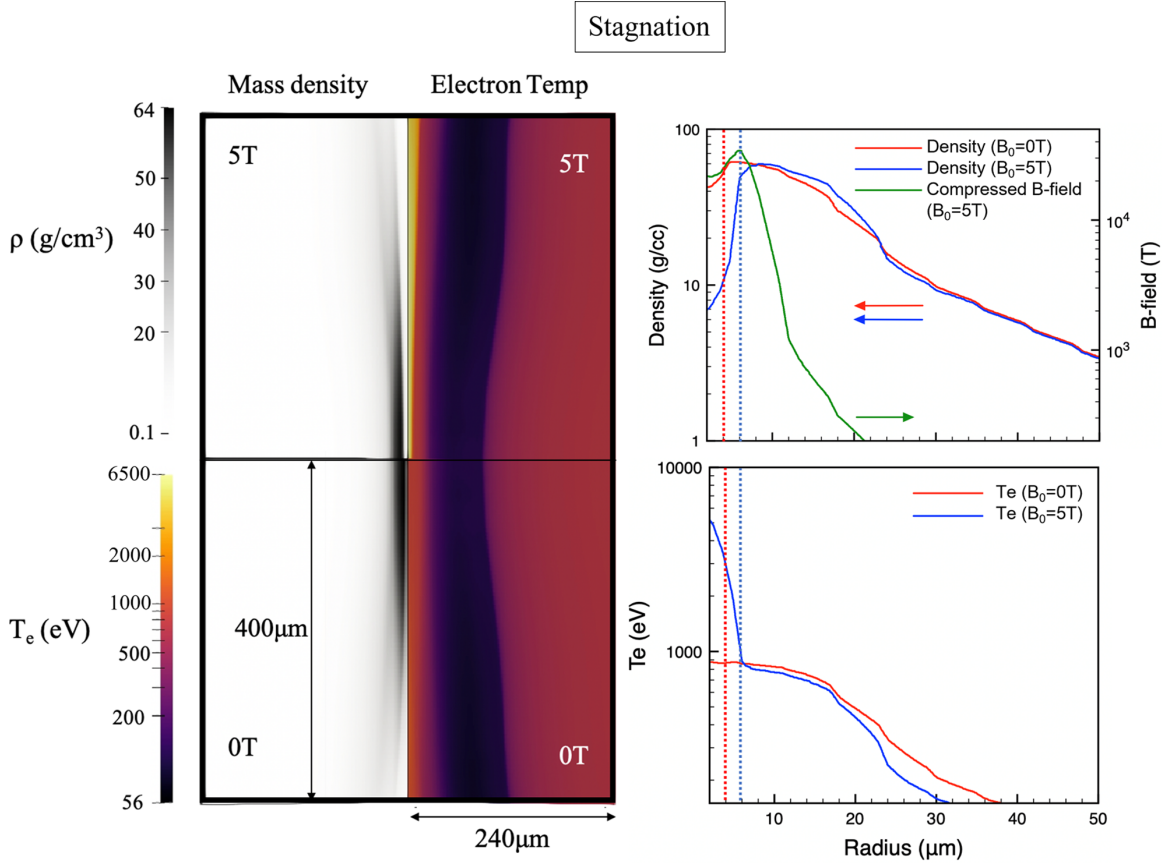 Stagnation
Mass density
Electron Temp
64
50
40
30
20
0.1
ρ (g/cm³)
6500
2000
1000
500
200
56
Tₑ (eV)
5T
5T
400μm
0T
0T
240μm
Density (B₀=0T)
Density (B₀=5T)
Compressed B-field
(B₀=5T)
100
10
1
Density (g/cc)
10⁴
10³
B-field (T)
Te (B₀=0T)
Te (B₀=5T)
10000
1000
Te (eV)
10
20
30
40
50
Radius (μm)